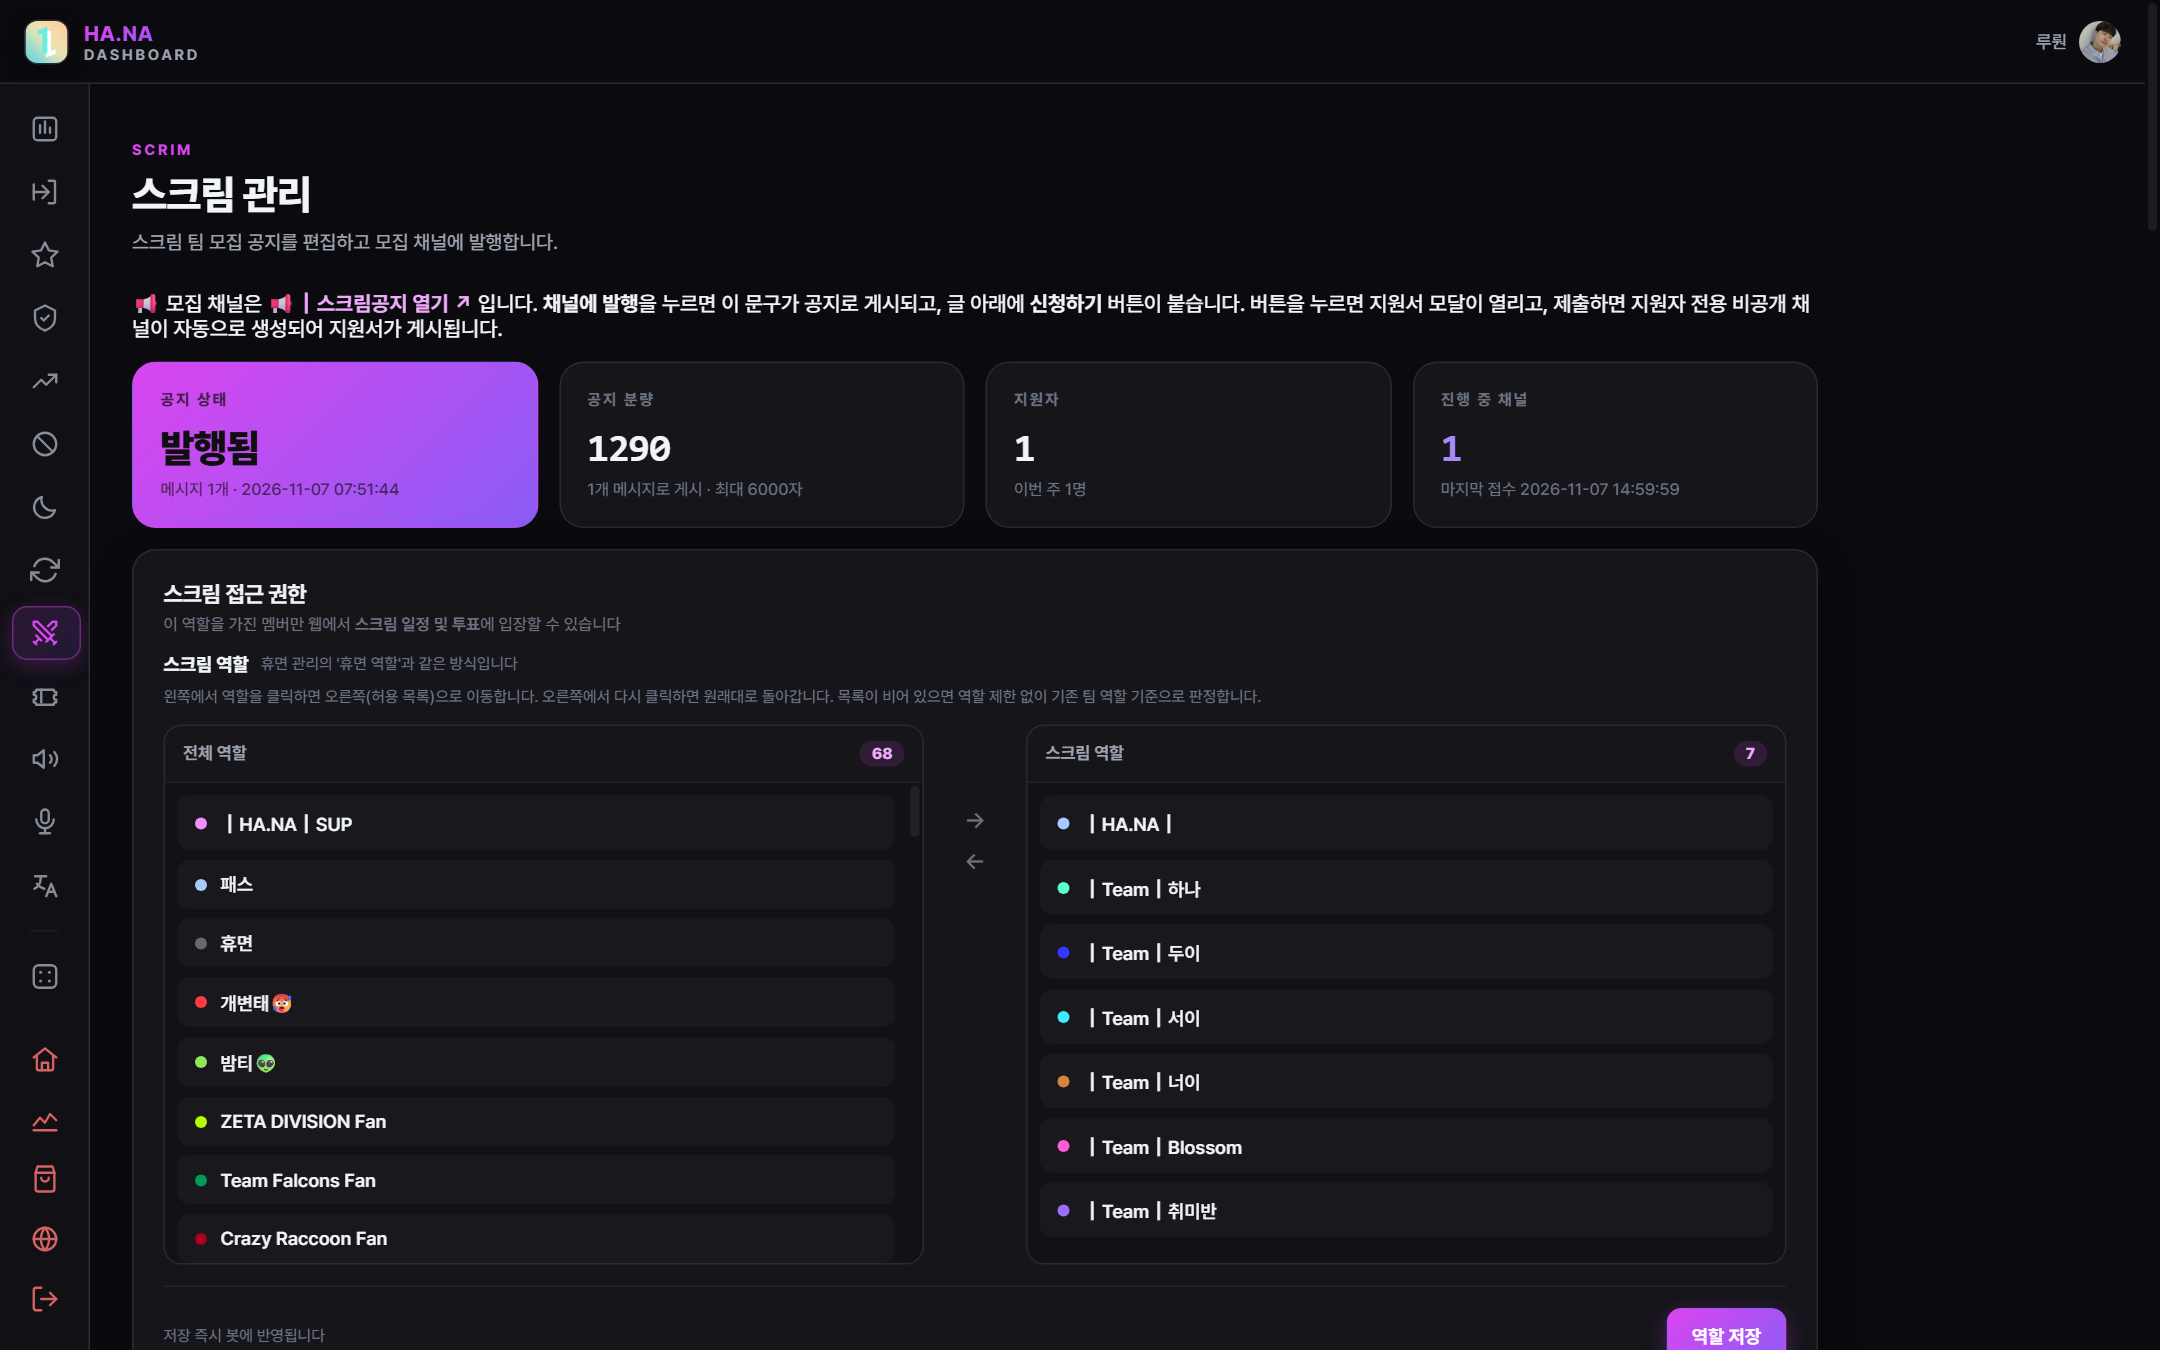 HA.NA
DASHBOARD
루뤈
SCRIM
스크림 관리
스크림 팀 모집 공지를 편집하고 모집 채널에 발행합니다.
📢 모집 채널은 📢┃스크림공지 열기 ↗ 입니다. 채널에 발행을 누르면 이 문구가 공지로 게시되고, 글 아래에 신청하기 버튼이 붙습니다. 버튼을 누르면 지원서 모달이 열리고, 제출하면 지원자 전용 비공개 채
널이 자동으로 생성되어 지원서가 게시됩니다.
공지 상태
발행됨
메시지 1개 · 2026-11-07 07:51:44
공지 분량
1290
1개 메시지로 게시 · 최대 6000자
지원자
1
이번 주 1명
진행 중 채널
1
마지막 접수 2026-11-07 14:59:59
스크림 접근 권한
이 역할을 가진 멤버만 웹에서 스크림 일정 및 투표에 입장할 수 있습니다
스크림 역할 휴면 관리의 '휴면 역할'과 같은 방식입니다
왼쪽에서 역할을 클릭하면 오른쪽(허용 목록)으로 이동합니다. 오른쪽에서 다시 클릭하면 원래대로 돌아갑니다. 목록이 비어 있으면 역할 제한 없이 기존 팀 역할 기준으로 판정합니다.
전체 역할 68
┃HA.NA┃SUP
패스
휴면
개변태🥵
밤티👽
ZETA DIVISION Fan
Team Falcons Fan
Crazy Raccoon Fan
→
←
스크림 역할 7
┃HA.NA┃
┃Team┃하나
┃Team┃두이
┃Team┃서이
┃Team┃너이
┃Team┃Blossom
┃Team┃취미반
저장 즉시 봇에 반영됩니다
역할 저장